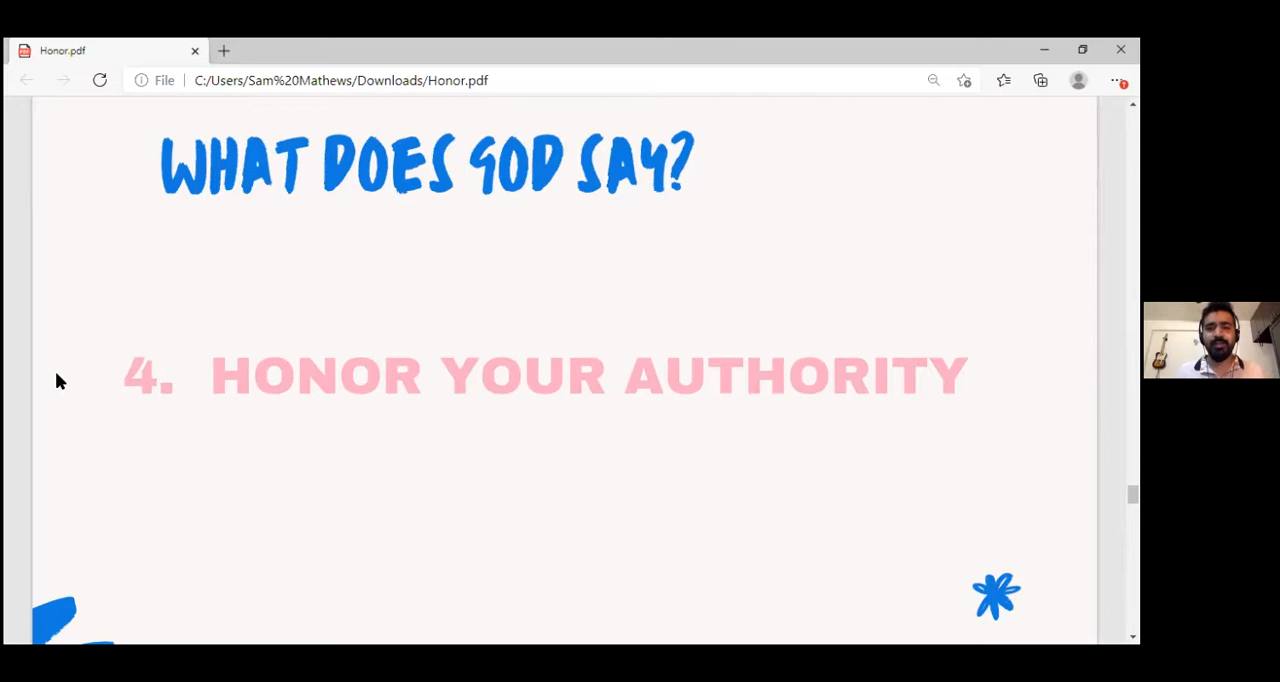 Honor.pdf
File
C:/Users/Sam%20Mathews/Downloads/Honor.pdf
WHAT DOES GOD SAY?
4. HONOR YOUR AUTHORITY